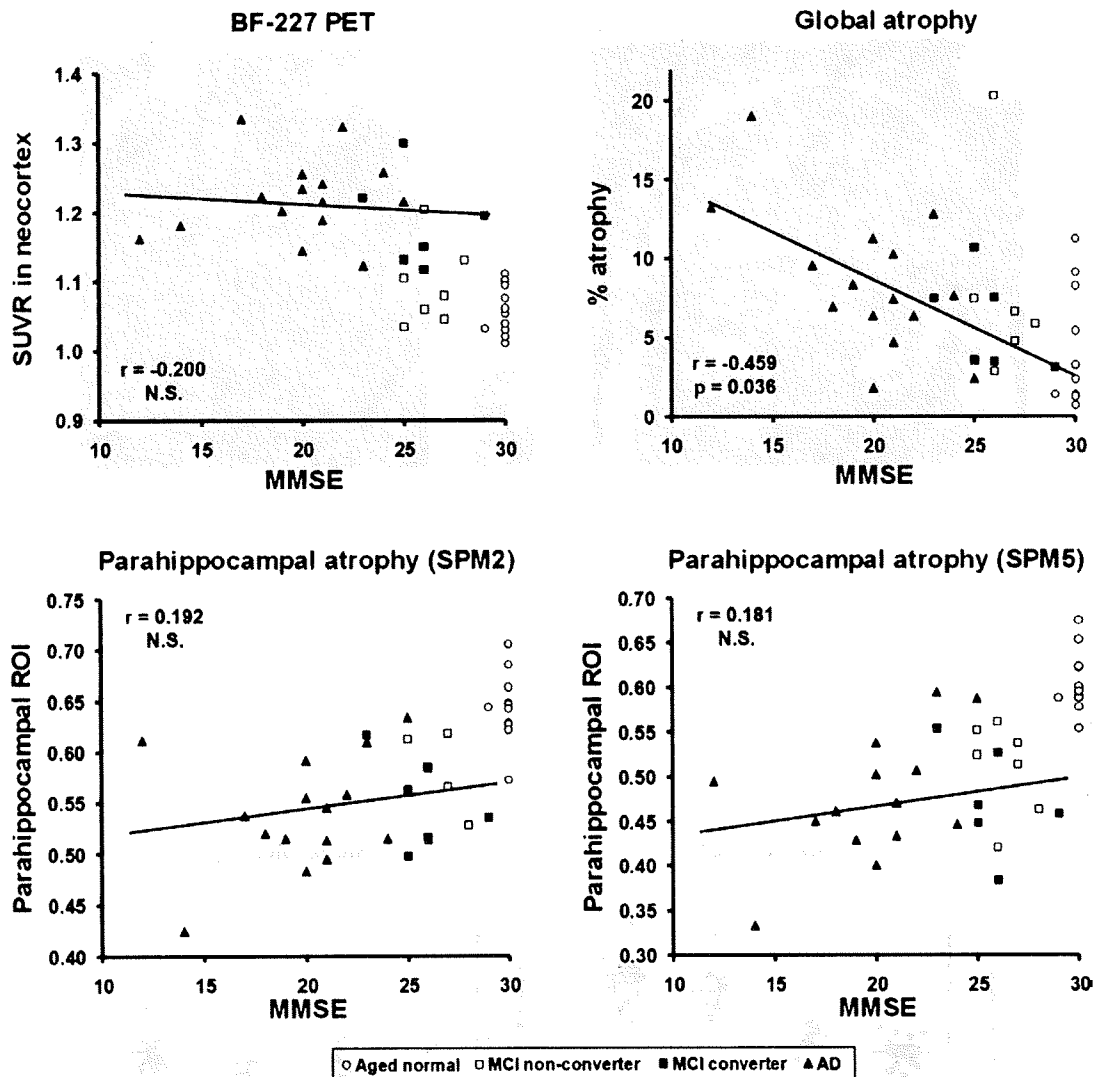 BF-227 PET
SUVR in neocortex
1.4
1.3
1.2
1.1
1.0
0.9
r = -0.200
N.S.
10 15 20 25 30
MMSE
Global atrophy
% atrophy
20
15
10
5
0
r = -0.459
p = 0.036
10 15 20 25 30
MMSE
Parahippocampal atrophy (SPM2)
Parahippocampal ROI
0.75
0.70
0.65
0.60
0.55
0.50
0.45
0.40
r = 0.192
N.S.
10 15 20 25 30
MMSE
Parahippocampal atrophy (SPM5)
Parahippocampal ROI
0.70
0.65
0.60
0.55
0.50
0.45
0.40
0.35
0.30
r = 0.181
N.S.
10 15 20 25 30
MMSE
Aged normal MCI non-converter MCI converter AD